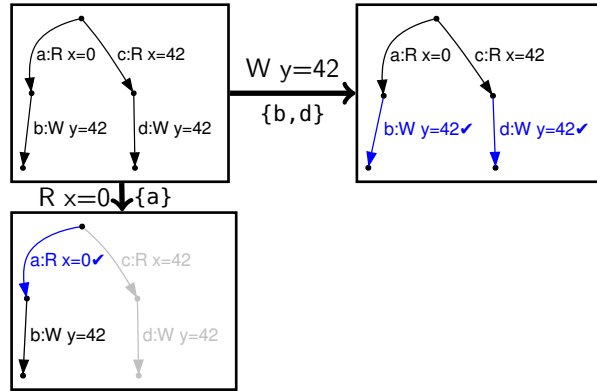 a:R x=0 c:R x=42
b:W y=42 d:W y=42
W y=42
{b,d}
a:R x=0 c:R x=42
b:W y=42✔ d:W y=42✔
R x=0 {a}
a:R x=0✔ c:R x=42
b:W y=42 d:W y=42